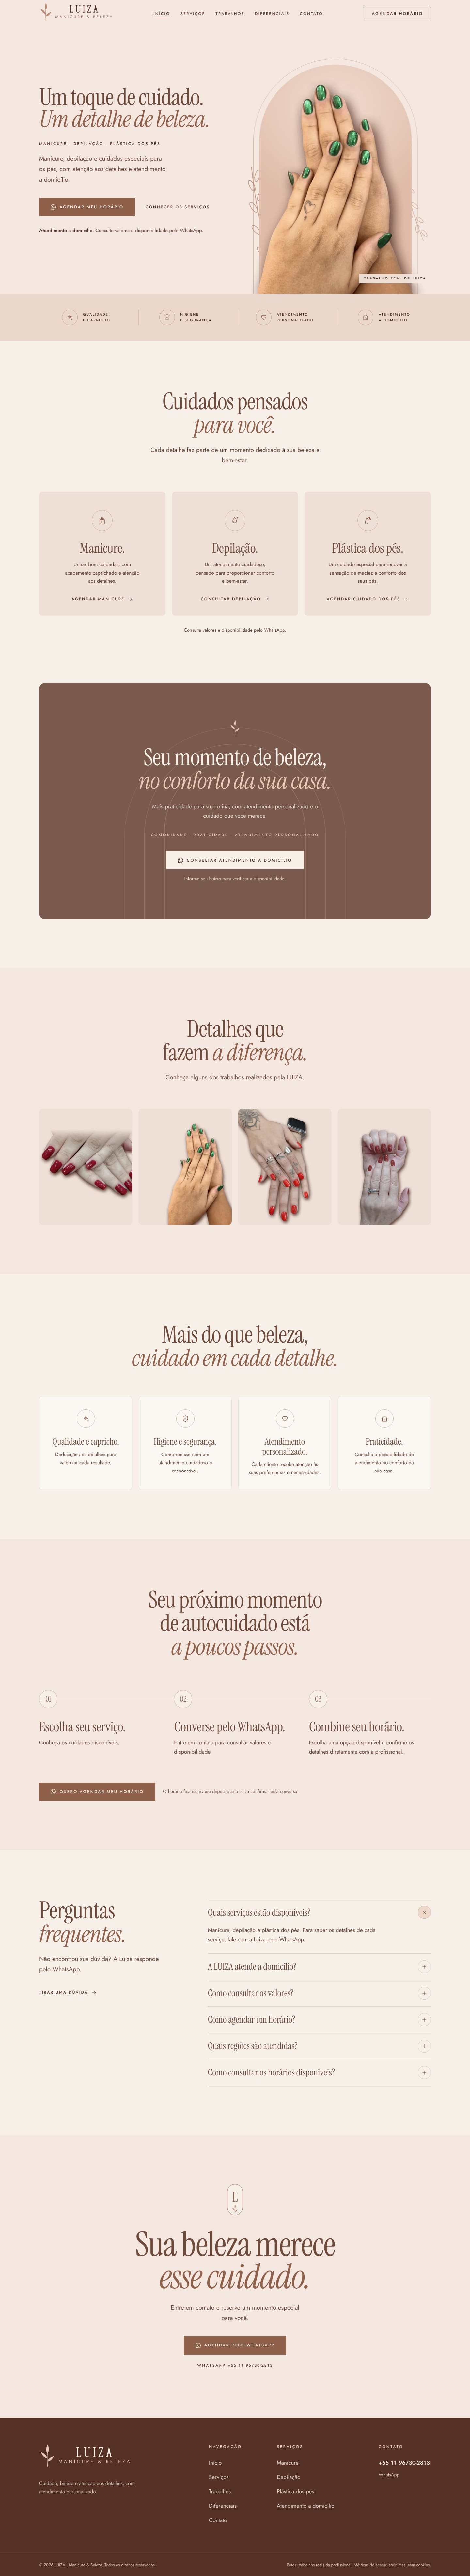 LUIZA
MANICURE & BELEZA
INÍCIO
SERVIÇOS
TRABALHOS
DIFERENCIAIS
CONTATO
AGENDAR HORÁRIO
Um toque de cuidado.
Um detalhe de beleza.
MANICURE · DEPILAÇÃO · PLÁSTICA DOS PÉS
Manicure, depilação e cuidados especiais para
os pés, com atenção aos detalhes e atendimento
a domicílio.
AGENDAR MEU HORÁRIO
CONHECER OS SERVIÇOS
Atendimento a domicílio. Consulte valores e disponibilidade pelo WhatsApp.
TRABALHO REAL DA LUIZA
QUALIDADE
E CAPRICHO
HIGIENE
E SEGURANÇA
ATENDIMENTO
PERSONALIZADO
ATENDIMENTO
A DOMICÍLIO
Cuidados pensados
para você.
Cada detalhe faz parte de um momento dedicado à sua beleza e
bem-estar.
Manicure.
Unhas bem cuidadas, com
acabamento caprichado e atenção
aos detalhes.
AGENDAR MANICURE →
Depilação.
Um atendimento cuidadoso,
pensado para proporcionar conforto
e bem-estar.
CONSULTAR DEPILAÇÃO →
Plástica dos pés.
Um cuidado especial para renovar a
sensação de maciez e conforto dos
seus pés.
AGENDAR CUIDADO DOS PÉS →
Consulte valores e disponibilidade pelo WhatsApp.
Seu momento de beleza,
no conforto da sua casa.
Mais praticidade para sua rotina, com atendimento personalizado e o
cuidado que você merece.
COMODIDADE · PRATICIDADE · ATENDIMENTO PERSONALIZADO
CONSULTAR ATENDIMENTO A DOMICÍLIO
Informe seu bairro para verificar a disponibilidade.
Detalhes que
fazem a diferença.
Conheça alguns dos trabalhos realizados pela LUIZA.
Mais do que beleza,
cuidado em cada detalhe.
Qualidade e capricho.
Dedicação aos detalhes para
valorizar cada resultado.
Higiene e segurança.
Compromisso com um
atendimento cuidadoso e
responsável.
Atendimento
personalizado.
Cada cliente recebe atenção às
suas preferências e necessidades.
Praticidade.
Consulte a possibilidade de
atendimento no conforto da
sua casa.
Seu próximo momento
de autocuidado está
a poucos passos.
01
Escolha seu serviço.
Conheça os cuidados disponíveis.
02
Converse pelo WhatsApp.
Entre em contato para consultar valores e
disponibilidade.
03
Combine seu horário.
Escolha uma opção disponível e confirme os
detalhes diretamente com a profissional.
QUERO AGENDAR MEU HORÁRIO
O horário fica reservado depois que a Luiza confirmar pela conversa.
Perguntas
frequentes.
Não encontrou sua dúvida? A Luiza responde
pelo WhatsApp.
TIRAR UMA DÚVIDA →
Quais serviços estão disponíveis?
Manicure, depilação e plástica dos pés. Para saber os detalhes de cada
serviço, fale com a Luiza pelo WhatsApp.
A LUIZA atende a domicílio?
Como consultar os valores?
Como agendar um horário?
Quais regiões são atendidas?
Como consultar os horários disponíveis?
L
Sua beleza merece
esse cuidado.
Entre em contato e reserve um momento especial
para você.
AGENDAR PELO WHATSAPP
WHATSAPP +55 11 96730-2813
LUIZA
MANICURE & BELEZA
Cuidado, beleza e atenção aos detalhes, com
atendimento personalizado.
NAVEGAÇÃO
Início
Serviços
Trabalhos
Diferenciais
Contato
SERVIÇOS
Manicure
Depilação
Plástica dos pés
Atendimento a domicílio
CONTATO
+55 11 96730-2813
WhatsApp
Fotos: trabalhos reais da profissional. Métricas de acesso anônimas, sem cookies.